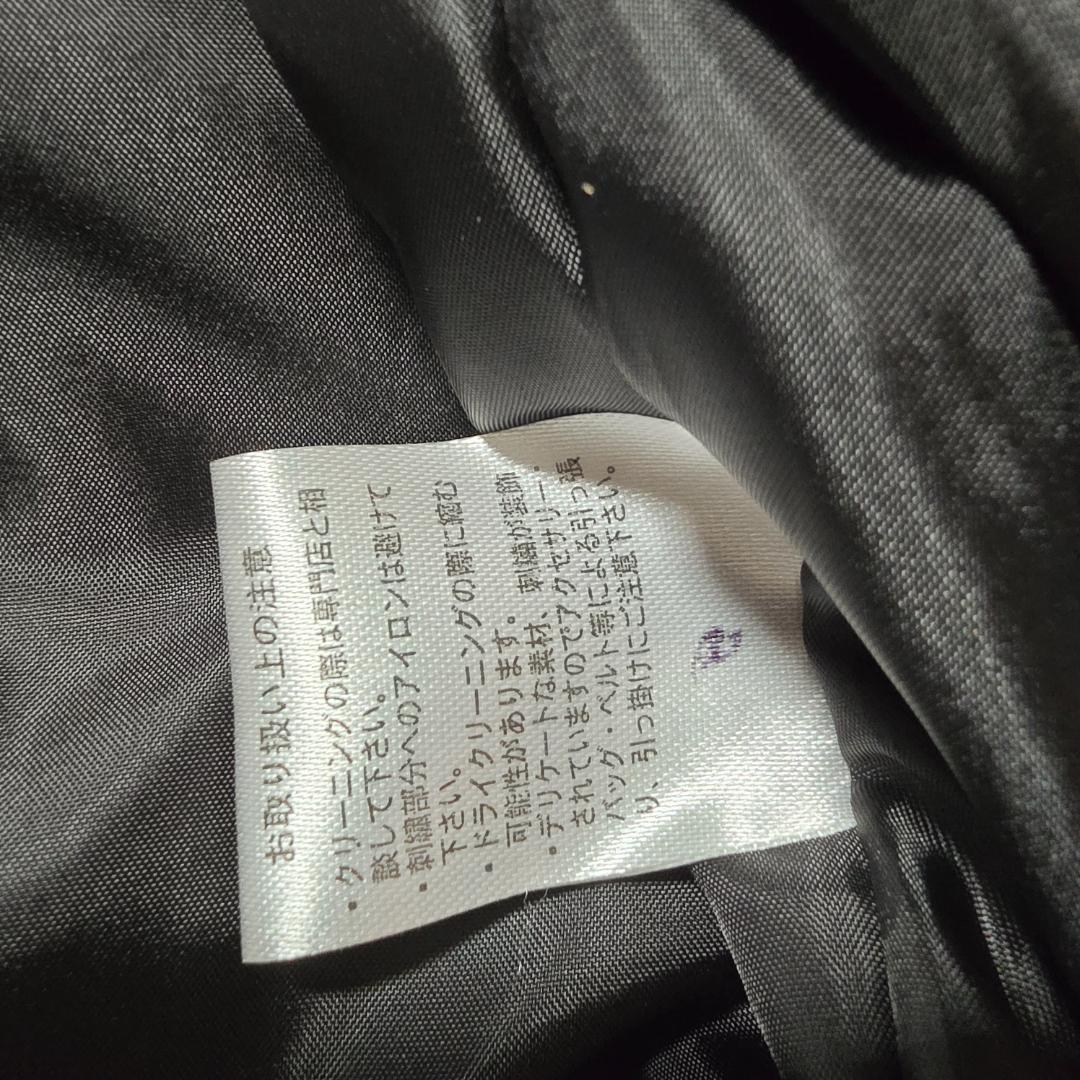 お取り扱い上の注意
・クリーニングの際は専門店と相
談して下さい。
・刺繍部分へのアイロンは避けて
下さい。
・ドライクリーニングの際に縮む
可能性があります。
・デリケートな素材、刺繍が装飾
されていますのでアクセサリー・
バッグ・ベルト等による引っ張
り、引っ掛けにご注意下さい。